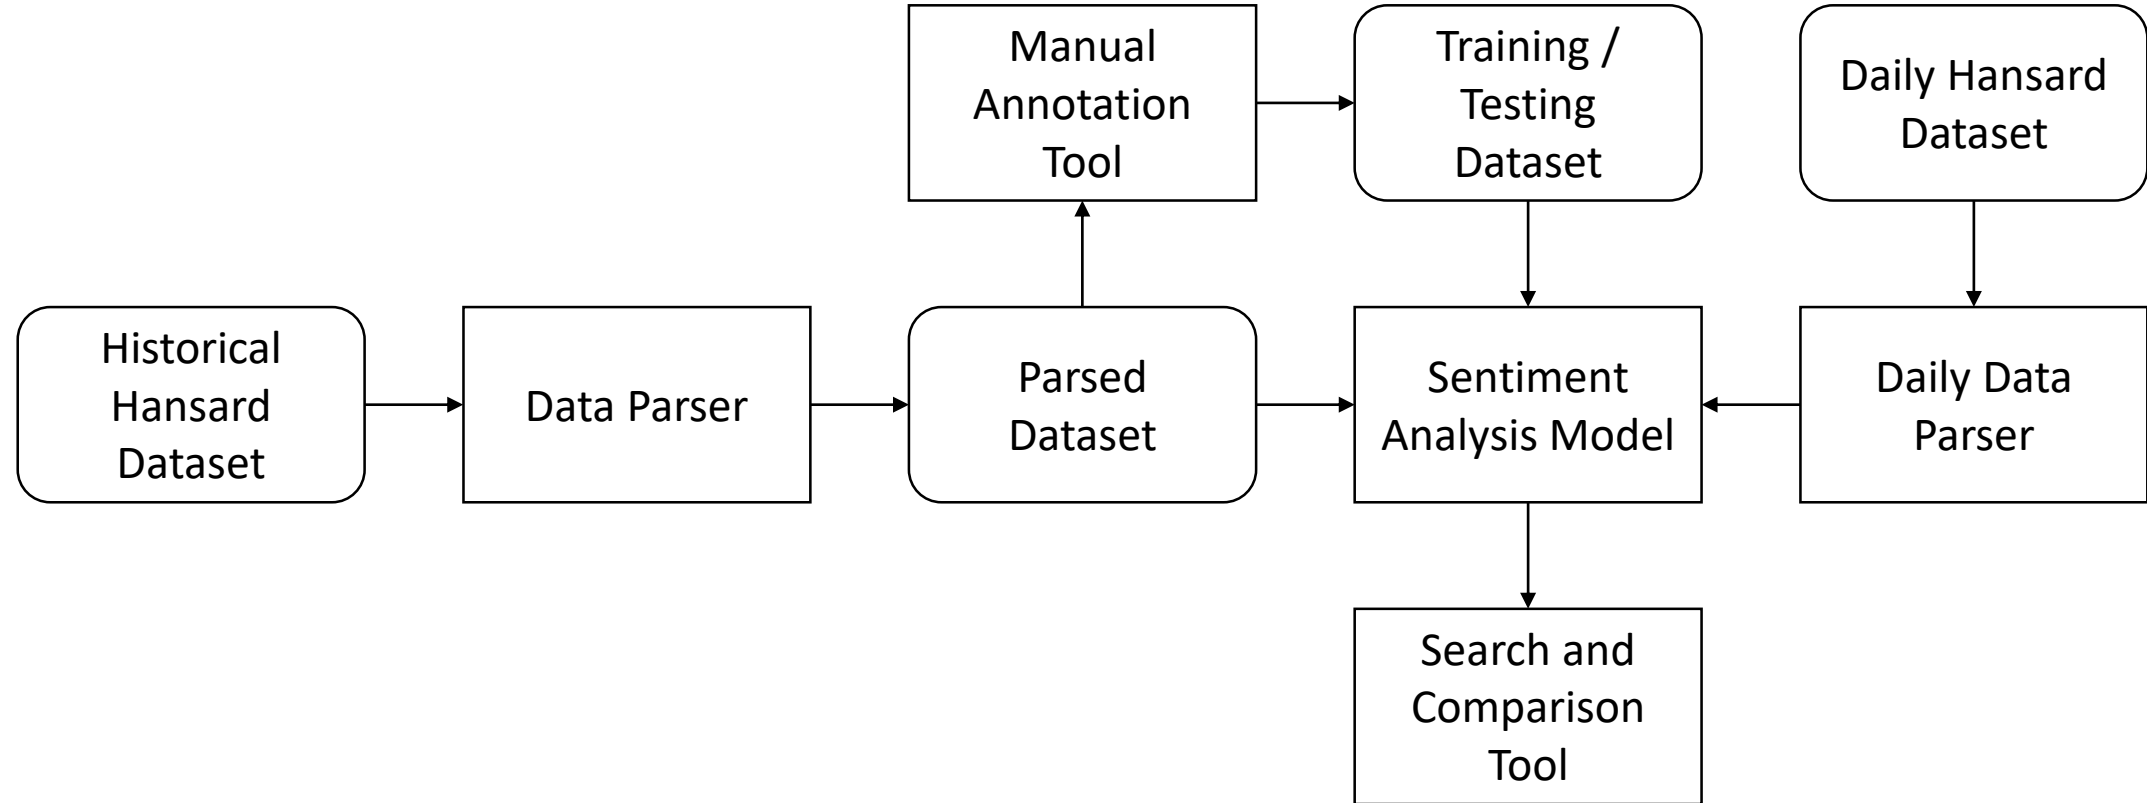 Manual
Annotation
Tool
Training /
Testing
Dataset
Daily Hansard
Dataset
Historical
Hansard
Dataset
Data Parser
Parsed
Dataset
Sentiment
Analysis Model
Daily Data
Parser
Search and
Comparison
Tool